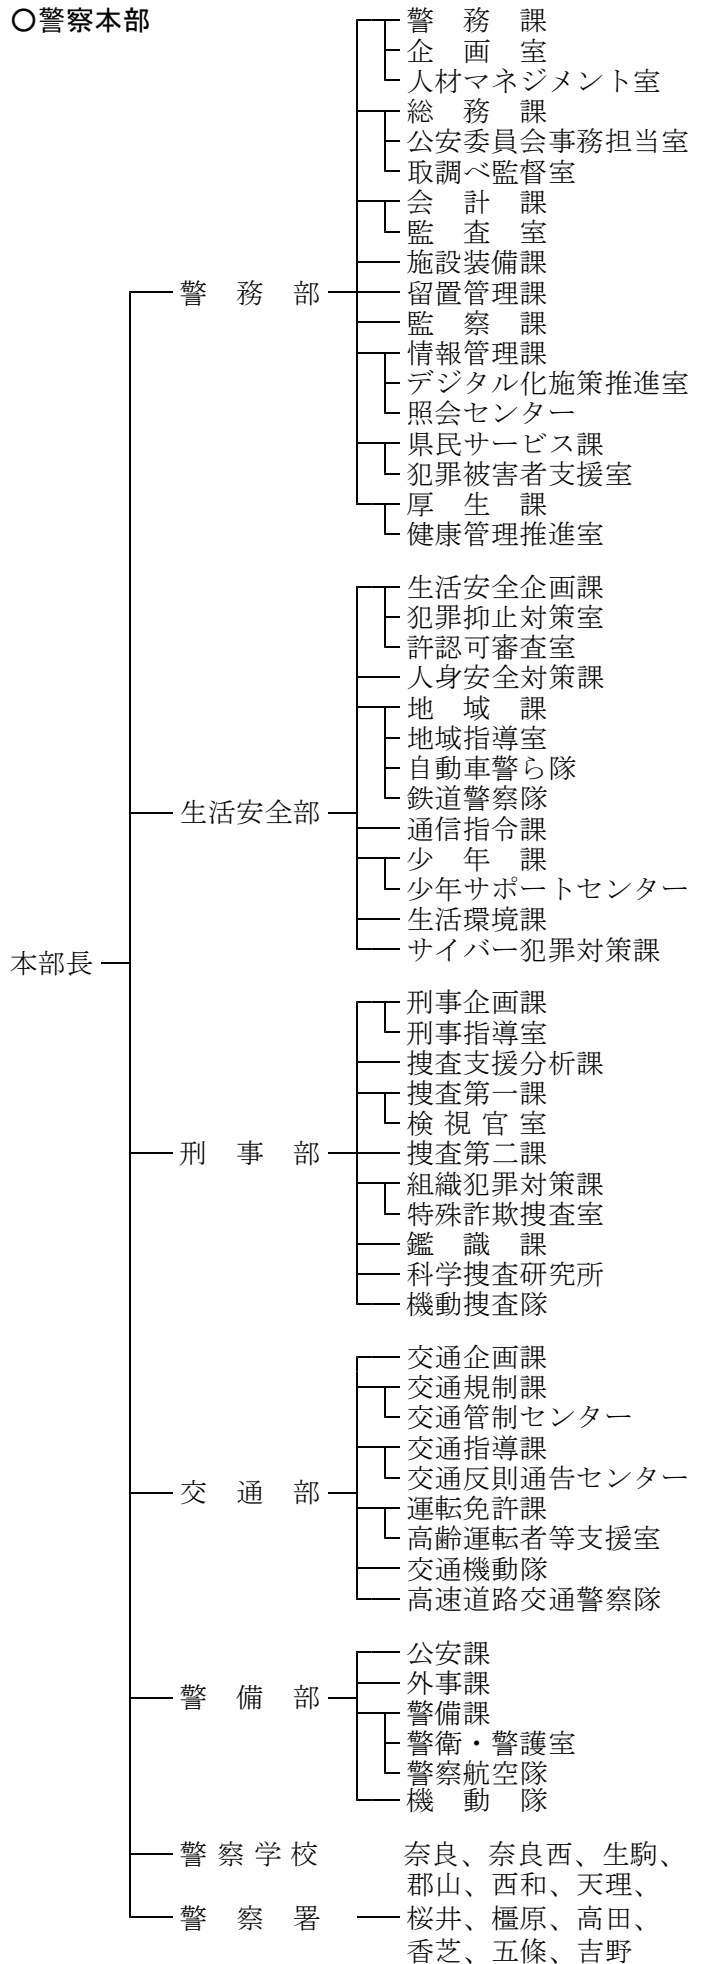 〇警察本部
本部長
警務部
警務課
企画室
人材マネジメント室
総務課
公安委員会事務担当室
取調べ監督室
会計課
監査室
施設装備課
留置管理課
監察課
情報管理課
デジタル化施策推進室
照会センター
県民サービス課
犯罪被害者支援室
厚生課
健康管理推進室
生活安全部
生活安全企画課
犯罪抑止対策室
許認可審査室
人身安全対策課
地域課
地域指導室
自動車警ら隊
鉄道警察隊
通信指令課
少年課
少年サポートセンター
生活環境課
サイバー犯罪対策課
刑事部
刑事企画課
刑事指導室
捜査支援分析課
捜査第一課
検視官室
捜査第二課
組織犯罪対策課
特殊詐欺捜査室
鑑識課
科学捜査研究所
機動捜査隊
交通部
交通企画課
交通規制課
交通管制センター
交通指導課
交通反則通告センター
運転免許課
高齢運転者等支援室
交通機動隊
高速道路交通警察隊
警備部
公安課
外事課
警備課
警衛・警護室
警察航空隊
機動隊
警察学校
警察署
奈良、奈良西、生駒、
郡山、西和、天理、
桜井、橿原、高田、
香芝、五條、吉野